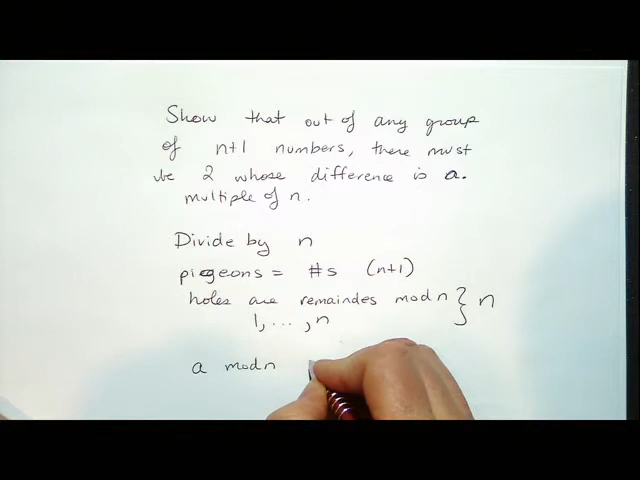 Show that out of any group
of n+1 numbers, there must
be 2 whose difference is a
multiple of n.
Divide by n
pigeons = #s (n+1)
holes are remaindes mod n } n
1, ... , n
a mod n